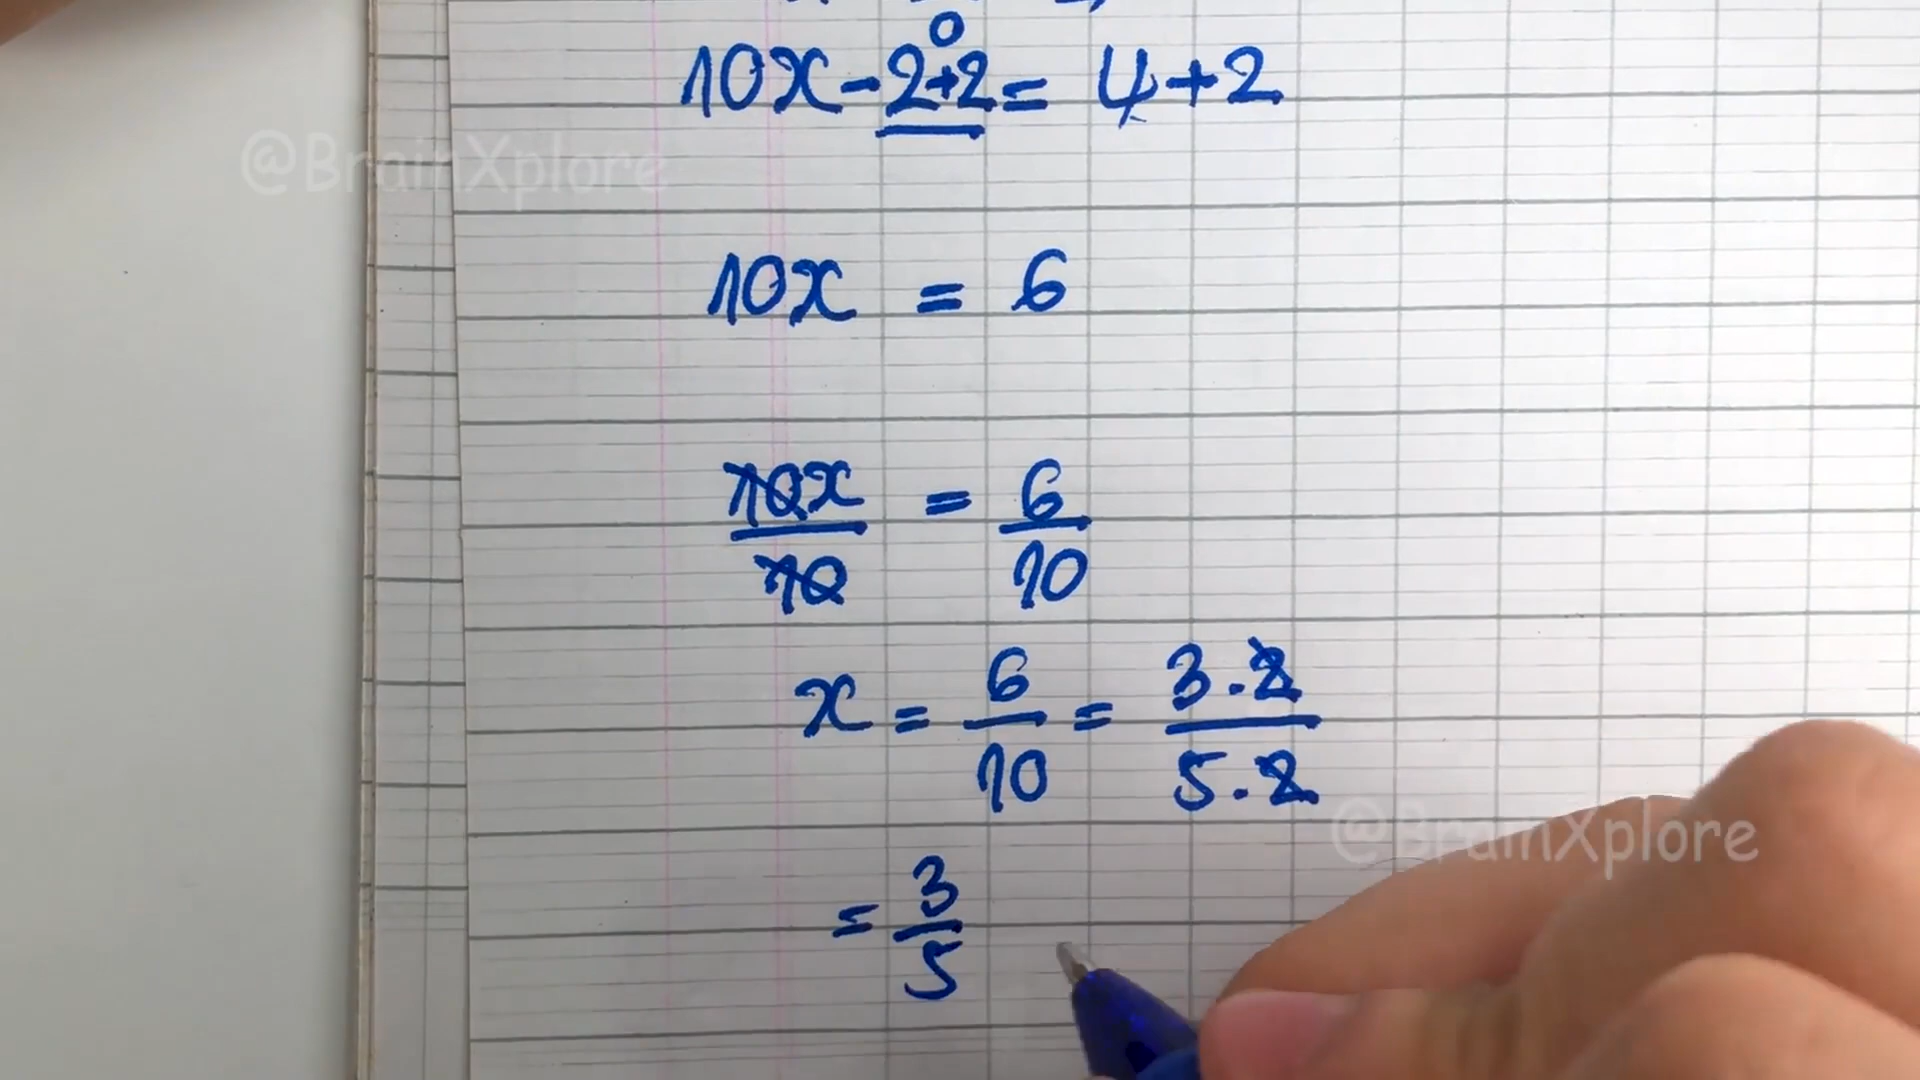 0
10x - 2 + 2 = 4 + 2
@BrainXplore
10x = 6
10x/10 = 6/10
x = 6/10 = 3.2/5.2
@BrainXplore
= 3/5